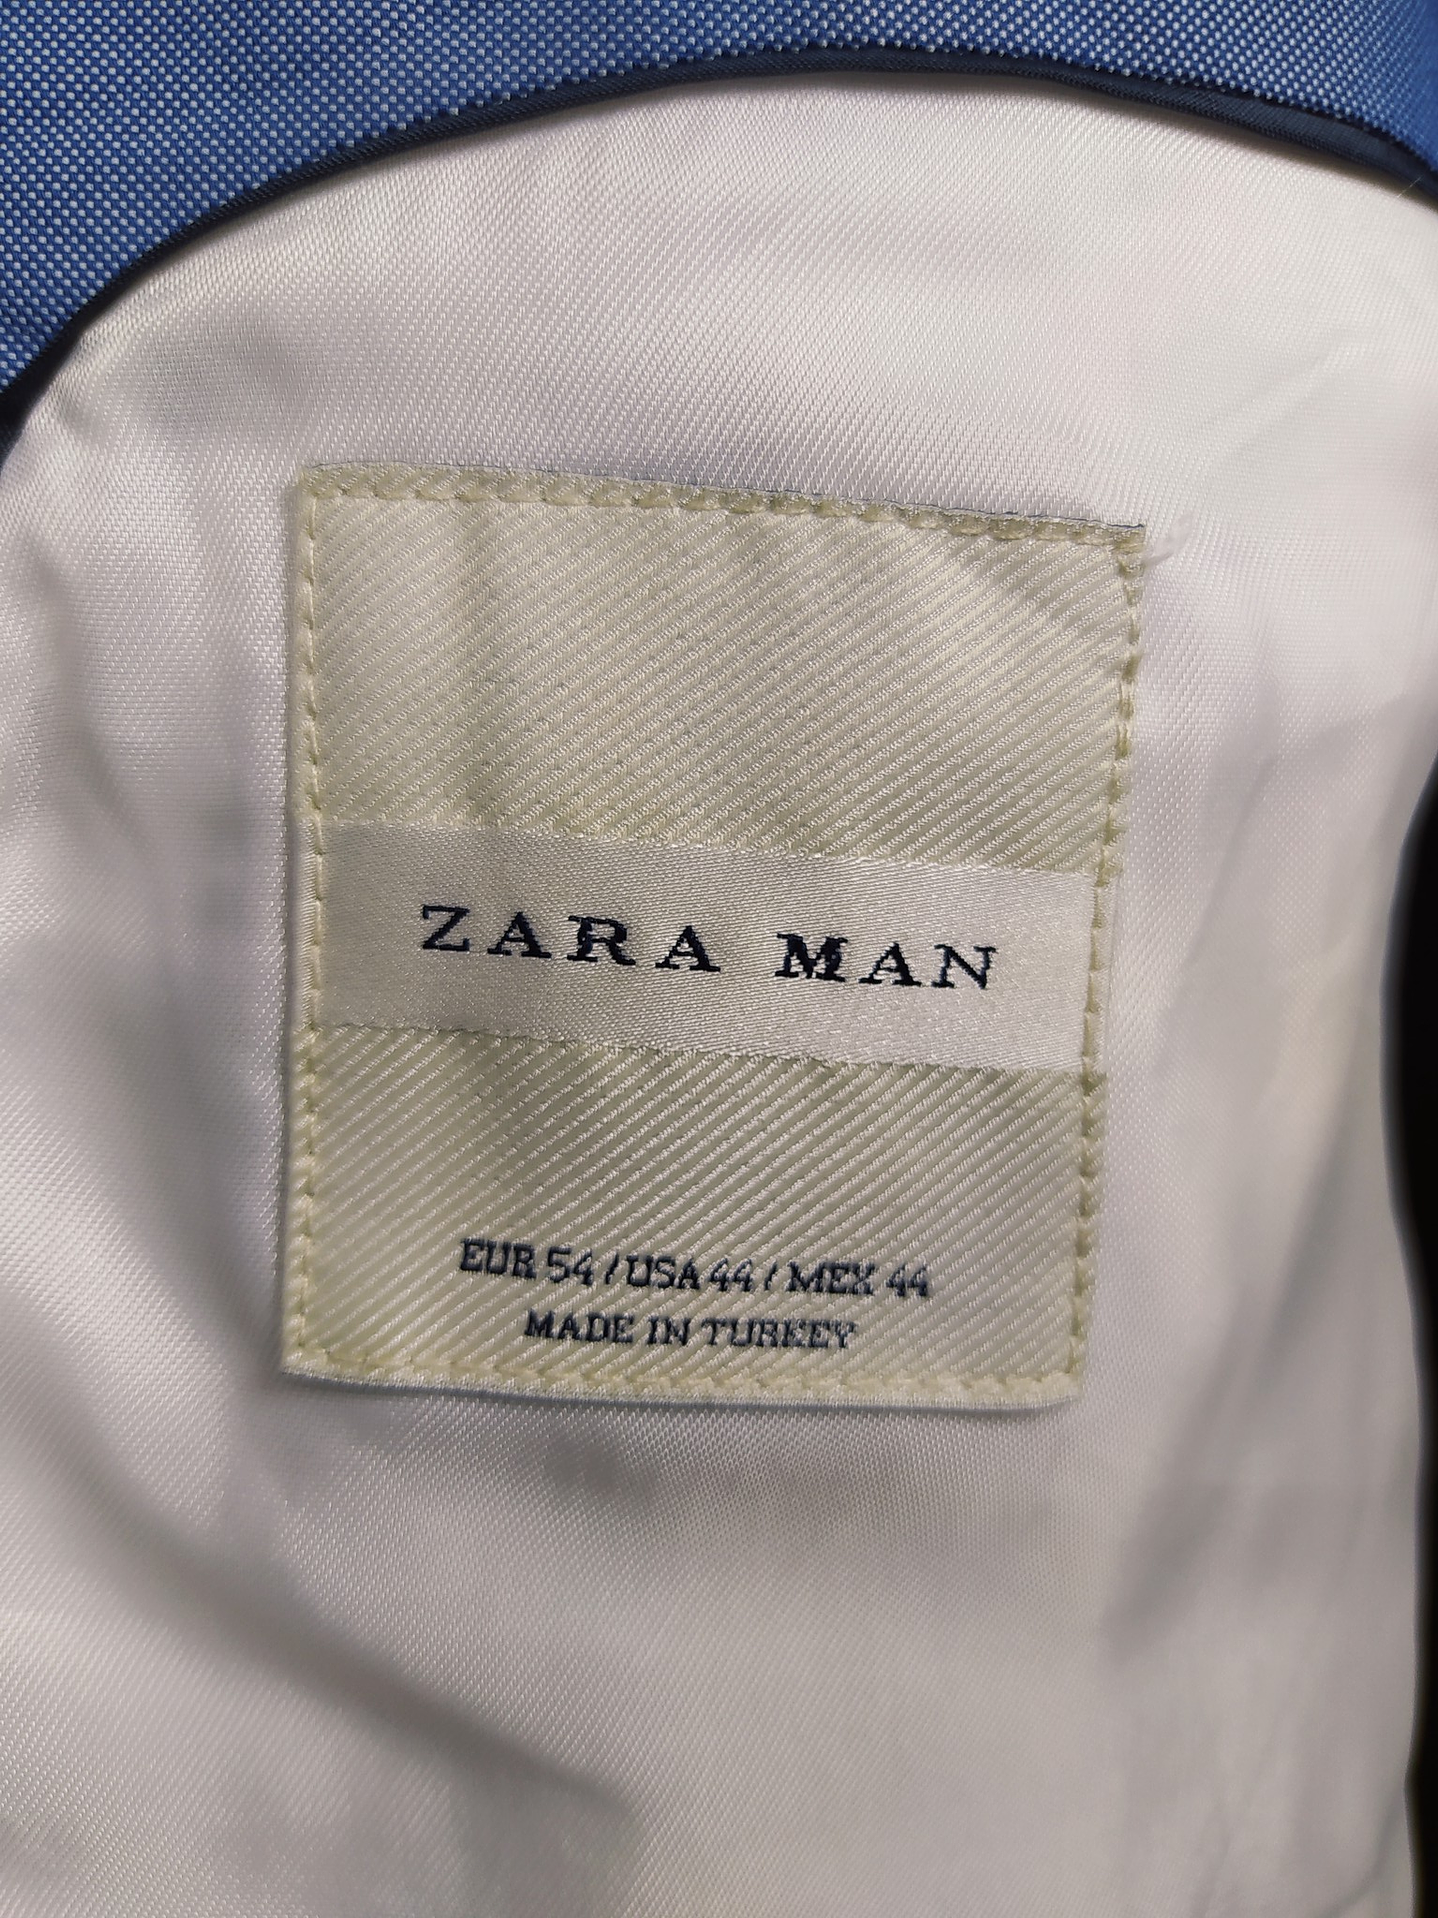 ZARA MAN
EUR 54 / USA 44 / MEX 44
MADE IN TURKEY